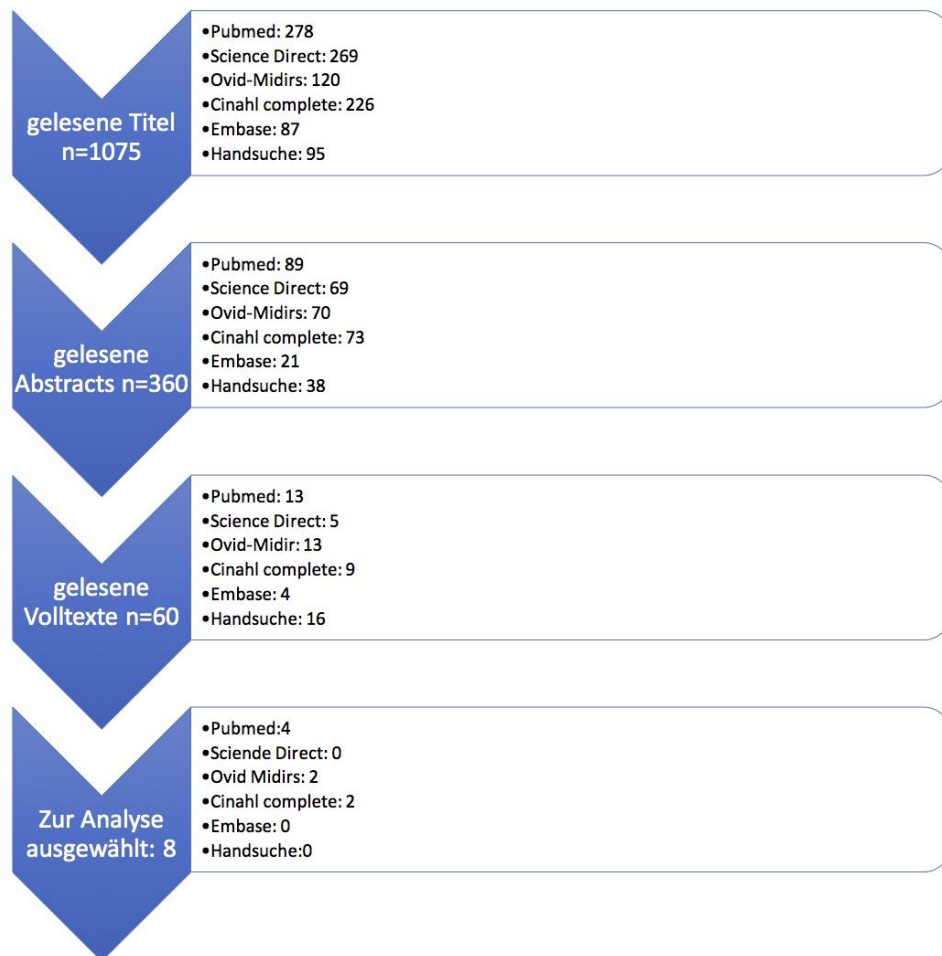 gelesene Titel
n=1075
•Pubmed: 278
•Science Direct: 269
•Ovid-Midirs: 120
•Cinahl complete: 226
•Embase: 87
•Handsuche: 95
gelesene
Abstracts n=360
•Pubmed: 89
•Science Direct: 69
•Ovid-Midirs: 70
•Cinahl complete: 73
•Embase: 21
•Handsuche: 38
gelesene
Volltexte n=60
•Pubmed: 13
•Science Direct: 5
•Ovid-Midir: 13
•Cinahl complete: 9
•Embase: 4
•Handsuche: 16
Zur Analyse
ausgewählt: 8
•Pubmed:4
•Sciende Direct: 0
•Ovid Midirs: 2
•Cinahl complete: 2
•Embase: 0
•Handsuche:0